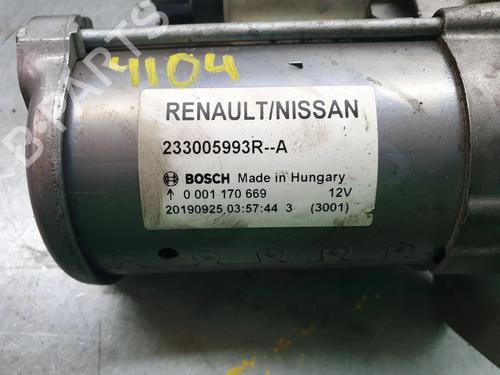 4104
RENAULT/NISSAN
233005993R--A
BOSCH Made in Hungary
0 001 170 669 12V
20190925 03:57:44 3 (3001)
B-PARTS